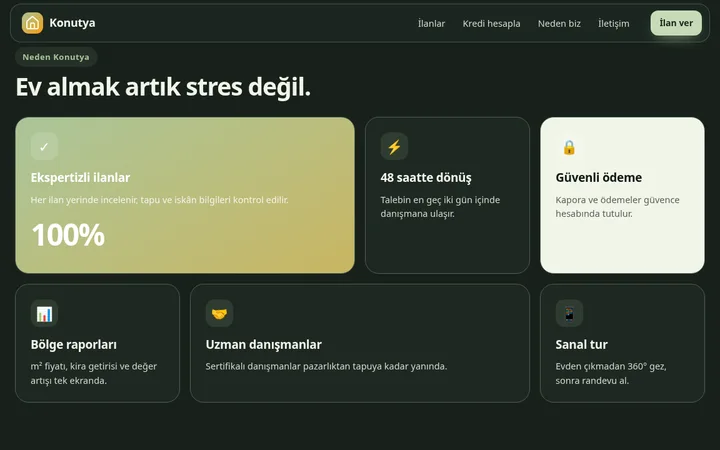 Konutya
İlanlar
Kredi hesapla
Neden biz
İletişim
İlan ver
Neden Konutya
Ev almak artık stres değil.
Ekspertizli ilanlar
Her ilan yerinde incelenir, tapu ve iskân bilgileri kontrol edilir.
100%
48 saatte dönüş
Talebin en geç iki gün içinde
danışmana ulaşır.
Güvenli ödeme
Kapora ve ödemeler güvence
hesabında tutulur.
Bölge raporları
m² fiyatı, kira getirisi ve değer
artışı tek ekranda.
Uzman danışmanlar
Sertifikalı danışmanlar pazarlıktan tapuya kadar yanında.
Sanal tur
Evden çıkmadan 360° gez,
sonra randevu al.